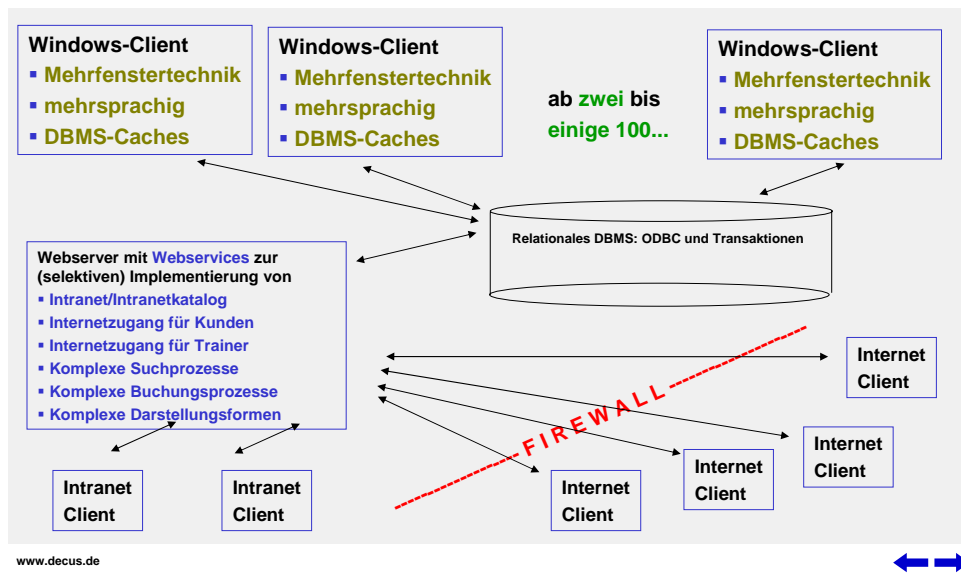 Windows-Client
▪ Mehrfenstertechnik
▪ mehrsprachig
▪ DBMS-Caches
Windows-Client
▪ Mehrfenstertechnik
▪ mehrsprachig
▪ DBMS-Caches
ab zwei bis
einige 100...
Windows-Client
▪ Mehrfenstertechnik
▪ mehrsprachig
▪ DBMS-Caches
Relationales DBMS: ODBC und Transaktionen
Webserver mit Webservices zur
(selektiven) Implementierung von
▪ Intranet/Intranetkatalog
▪ Internetzugang für Kunden
▪ Internetzugang für Trainer
▪ Komplexe Suchprozesse
▪ Komplexe Buchungsprozesse
▪ Komplexe Darstellungsformen
FIREWALL
Internet
Client
Internet
Client
Internet
Client
Internet
Client
Intranet
Client
Intranet
Client
www.decus.de